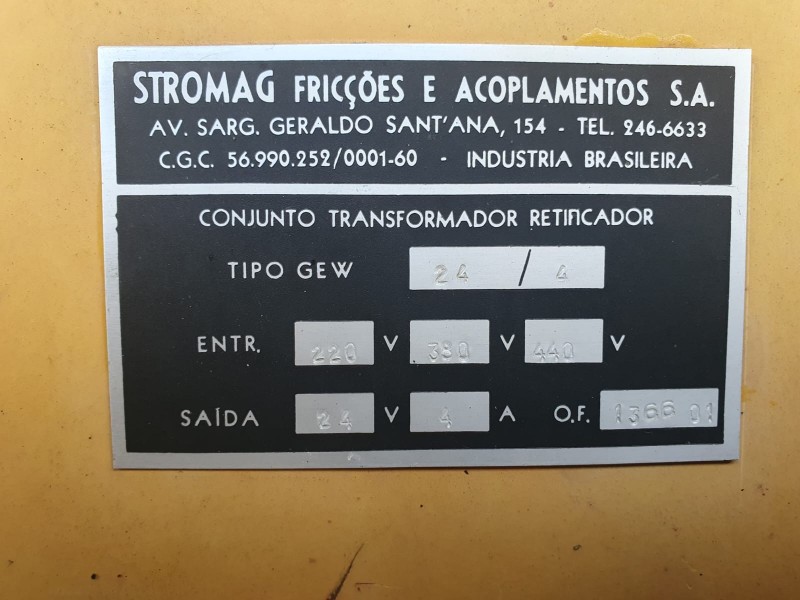 STROMAG FRICÇÕES E ACOPLAMENTOS S.A.
AV. SARG. GERALDO SANT'ANA, 154 - TEL. 246-6633
C.G.C. 56.990.252/0001-60 - INDUSTRIA BRASILEIRA
CONJUNTO TRANSFORMADOR RETIFICADOR
TIPO GEW 24 / 4
ENTR. 220 V 380 V 440 V
SAÍDA 24 V 4 A O.F. 1366 01